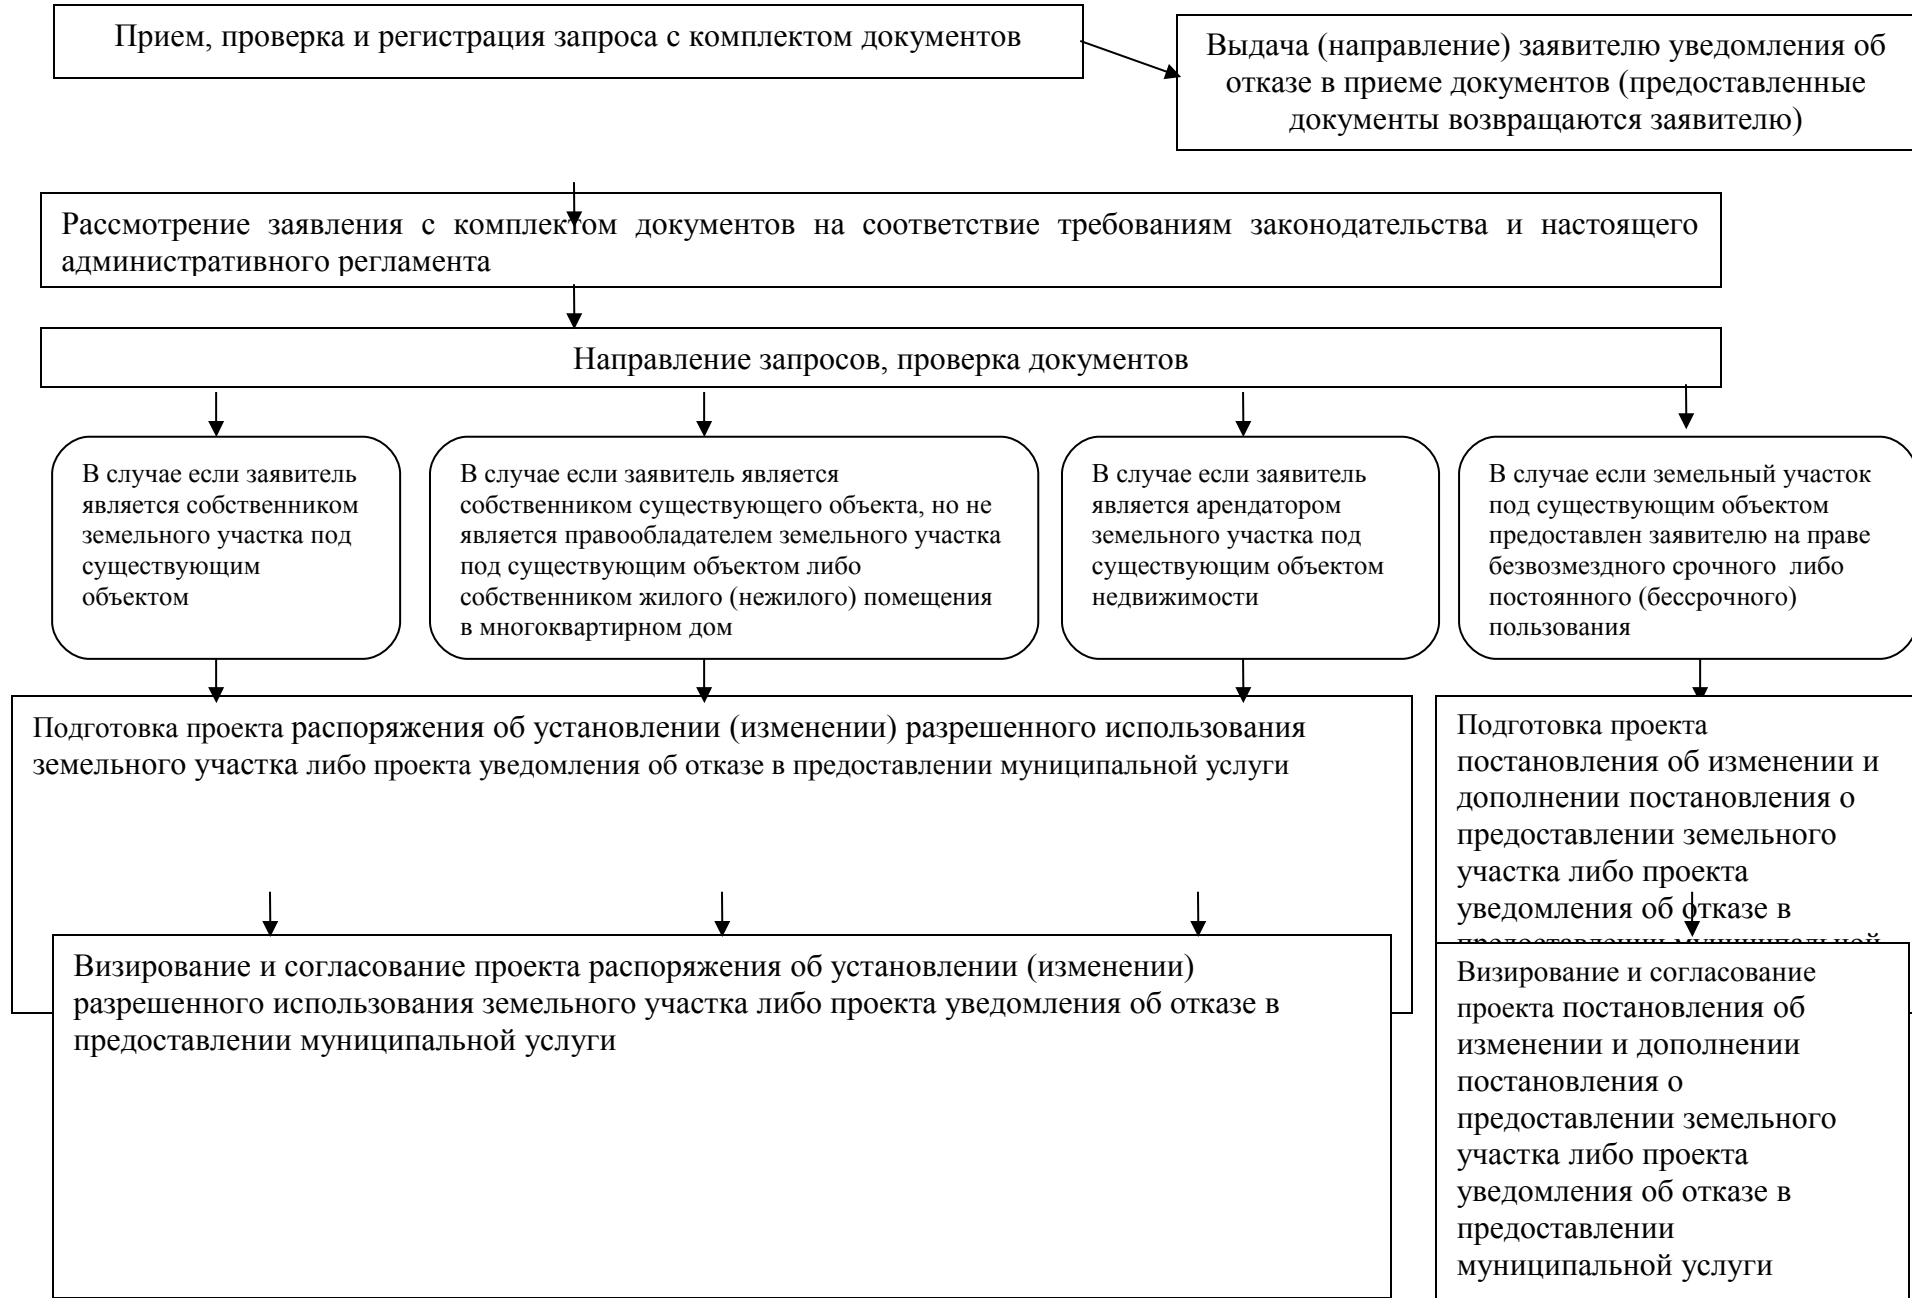 Прием, проверка и регистрация запроса с комплектом документов
Выдача (направление) заявителю уведомления об
отказе в приеме документов (предоставленные
документы возвращаются заявителю)
Рассмотрение заявления с комплектом документов на соответствие требованиям законодательства и настоящего
административного регламента
Направление запросов, проверка документов
В случае если заявитель
является собственником
земельного участка под
существующим
объектом
В случае если заявитель является
собственником существующего объекта, но не
является правообладателем земельного участка
под существующим объектом либо
собственником жилого (нежилого) помещения
в многоквартирном дом
В случае если заявитель
является арендатором
земельного участка под
существующим объектом
недвижимости
В случае если земельный участок
под существующим объектом
предоставлен заявителю на праве
безвозмездного срочного либо
постоянного (бессрочного)
пользования
Подготовка проекта распоряжения об установлении (изменении) разрешенного использования
земельного участка либо проекта уведомления об отказе в предоставлении муниципальной услуги
Подготовка проекта
постановления об изменении и
дополнении постановления о
предоставлении земельного
участка либо проекта
уведомления об отказе в
предоставлении муниципальной
Визирование и согласование проекта распоряжения об установлении (изменении)
разрешенного использования земельного участка либо проекта уведомления об отказе в
предоставлении муниципальной услуги
Визирование и согласование
проекта постановления об
изменении и дополнении
постановления о
предоставлении земельного
участка либо проекта
уведомления об отказе в
предоставлении
муниципальной услуги